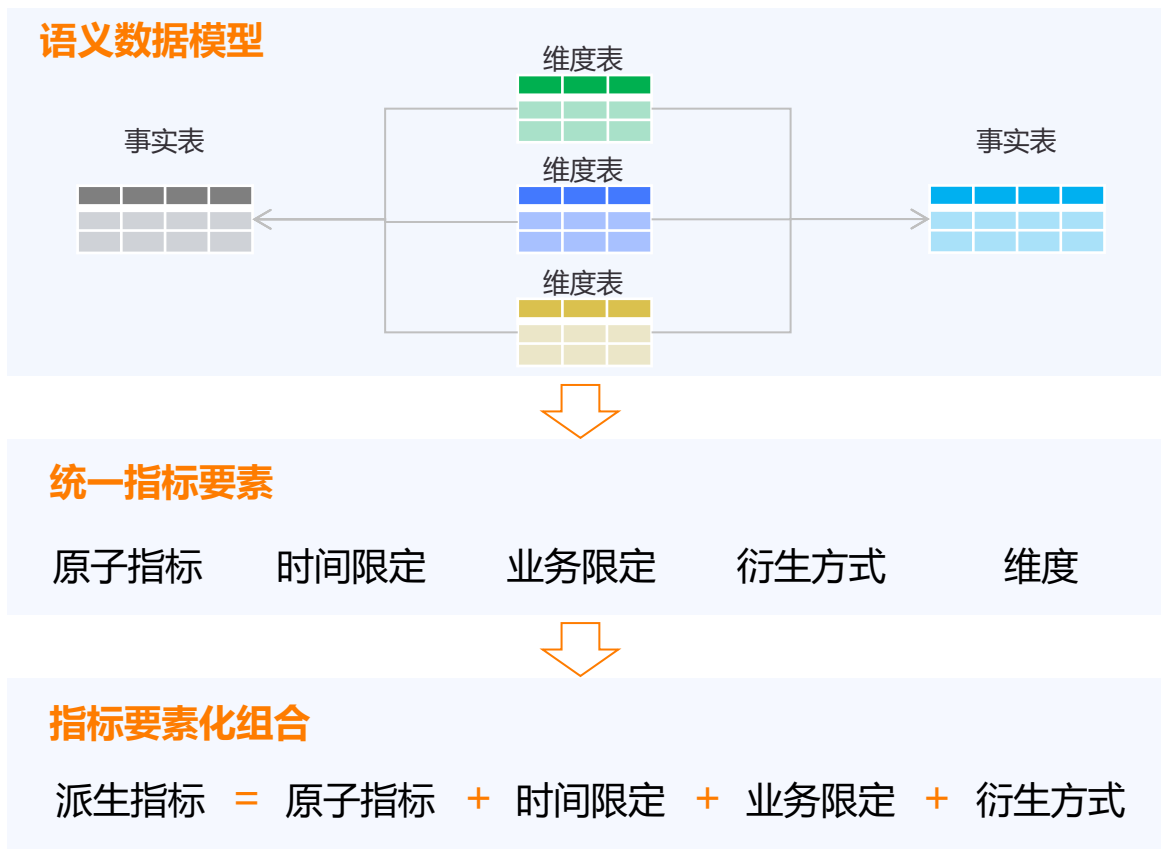 语义数据模型
维度表
事实表
事实表
维度表
维度表
统一指标要素
原子指标 时间限定 业务限定 衍生方式 维度
指标要素化组合
派生指标 = 原子指标 + 时间限定 + 业务限定 + 衍生方式